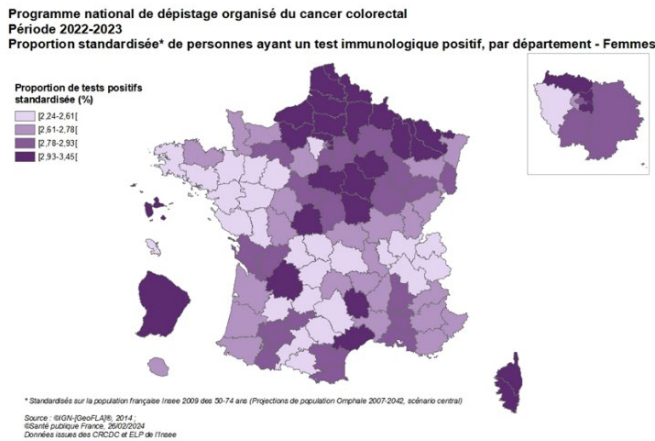 Programme national de dépistage organisé du cancer colorectal
Période 2022-2023
Proportion standardisée* de personnes ayant un test immunologique positif, par département - Femmes
Proportion de tests positifs
standardisée (%)
[2.24-2,61[
[2.61-2,78[
[2.78-2.93[
[2.93-3,45[
* Standardisés sur la population française Insee 2009 des 50-74 ans (Projections de population Omphale 2007-2042, scénario central)
Source : ©IGN-[GeoFLA]®, 2014 ;
©Santé publique France, 26/02/2024
Données issues des CRCDC et ELP de l'Insee